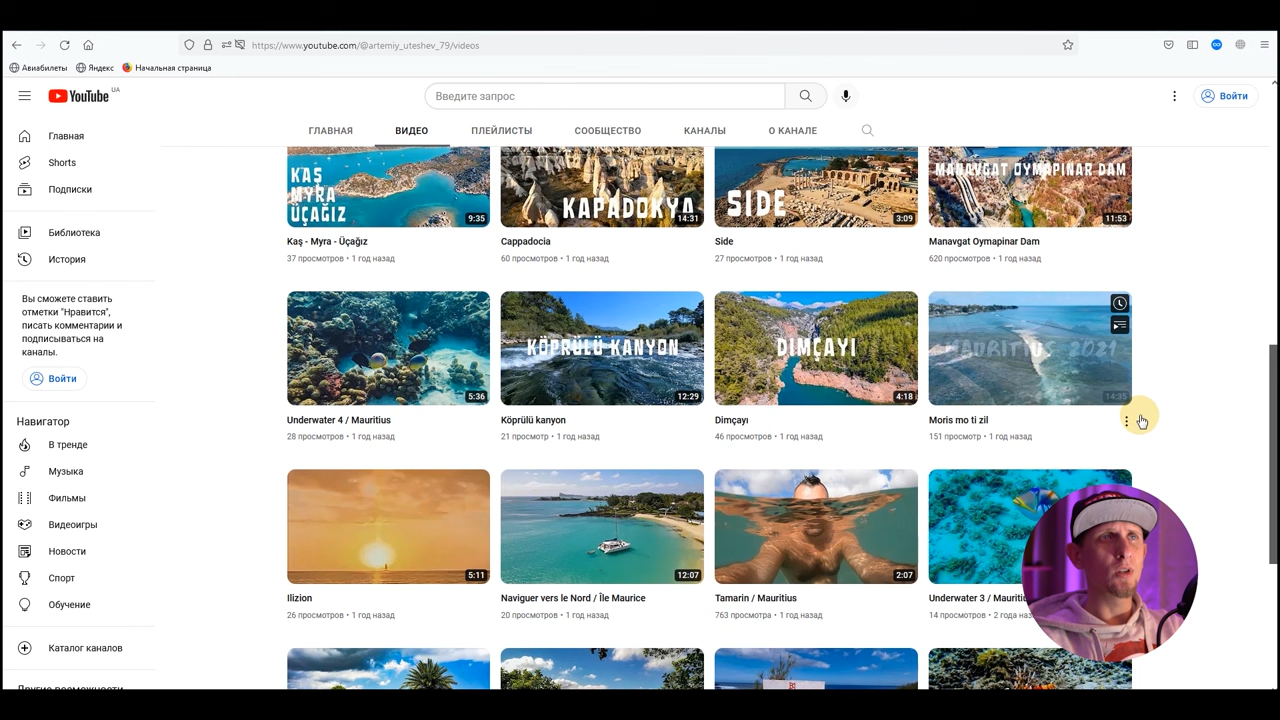 https://www.youtube.com/@artemiy_uteshev_79/videos
Авиабилеты Яндекс Начальная страница
YouTube UA
Введите запрос
Войти
ГЛАВНАЯ ВИДЕО ПЛЕЙЛИСТЫ СООБЩЕСТВО КАНАЛЫ О КАНАЛЕ
Главная
Shorts
Подписки
Библиотека
История
Вы сможете ставить
отметки "Нравится",
писать комментарии и
подписываться на
каналы.
Войти
Навигатор
В тренде
Музыка
Фильмы
Видеоигры
Новости
Спорт
Обучение
Каталог каналов
Другие возможности
KAŞ
MYRA
ÜÇAĞIZ
9:35
KAPADOKYA
14:31
SIDE
3:09
MANAVGAT OYMAPINAR DAM
11:53
Kaş - Myra - Üçağız
37 просмотров • 1 год назад
Cappadocia
60 просмотров • 1 год назад
Side
27 просмотров • 1 год назад
Manavgat Oymapinar Dam
620 просмотров • 1 год назад
5:36
KÖPRÜLÜ KANYON
12:29
DIMÇAYI
4:18
MAURITIUS 2021
14:35
Underwater 4 / Mauritius
28 просмотров • 1 год назад
Köprülü kanyon
21 просмотр • 1 год назад
Dimçayı
46 просмотров • 1 год назад
Moris mo ti zil
151 просмотр • 1 год назад
5:11
12:07
2:07
Ilizion
26 просмотров • 1 год назад
Naviguer vers le Nord / Île Maurice
20 просмотров • 1 год назад
Tamarin / Mauritius
763 просмотра • 1 год назад
Underwater 3 /
14 просмотров • 2 года